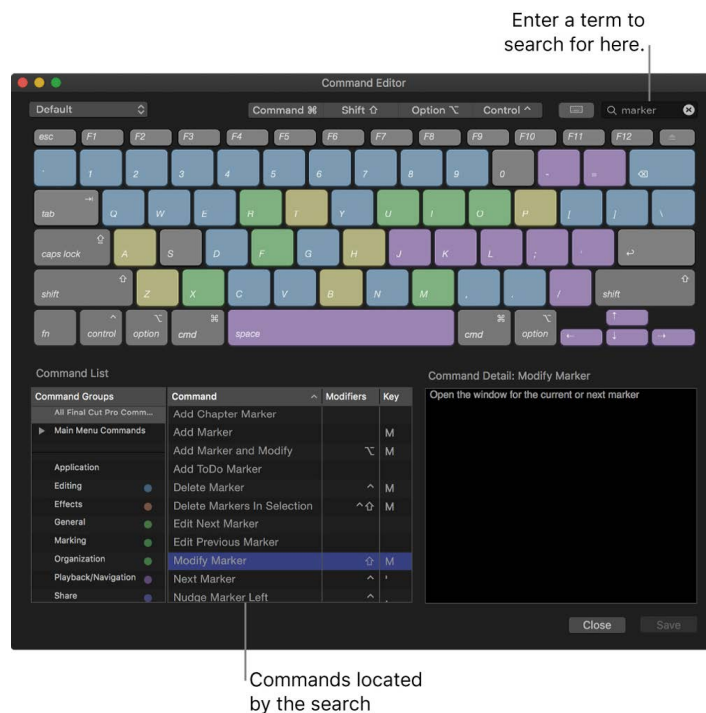 Enter a term to
search for here.
Command Editor
Default
Command ⌘ Shift ⇧ Option ⌥ Control ^
marker
esc F1 F2 F3 F4 F5 F6 F7 F8 F9 F10 F11 F12
` 1 2 3 4 5 6 7 8 9 0 - = ⌫
tab ⇥ Q W E R T Y U I O P [ ] \
caps lock ⇪ A S D F G H J K L ; ' ↩
shift ⇧ Z X C V B N M , . / shift ⇧
fn control ^ option ⌥ cmd ⌘ space cmd ⌘ option ⌥ ← ↑ ↓ →
Command List
Command Detail: Modify Marker
Command Groups
All Final Cut Pro Comm...
Main Menu Commands
Application
Editing
Effects
General
Marking
Organization
Playback/Navigation
Share
Command ^ Modifiers Key
Add Chapter Marker
Add Marker M
Add Marker and Modify ⌥ M
Add ToDo Marker
Delete Marker ^ M
Delete Markers In Selection ^⇧ M
Edit Next Marker
Edit Previous Marker
Modify Marker ⇧ M
Next Marker ^ '
Nudge Marker Left ^ ,
Open the window for the current or next marker
Close Save
Commands located
by the search